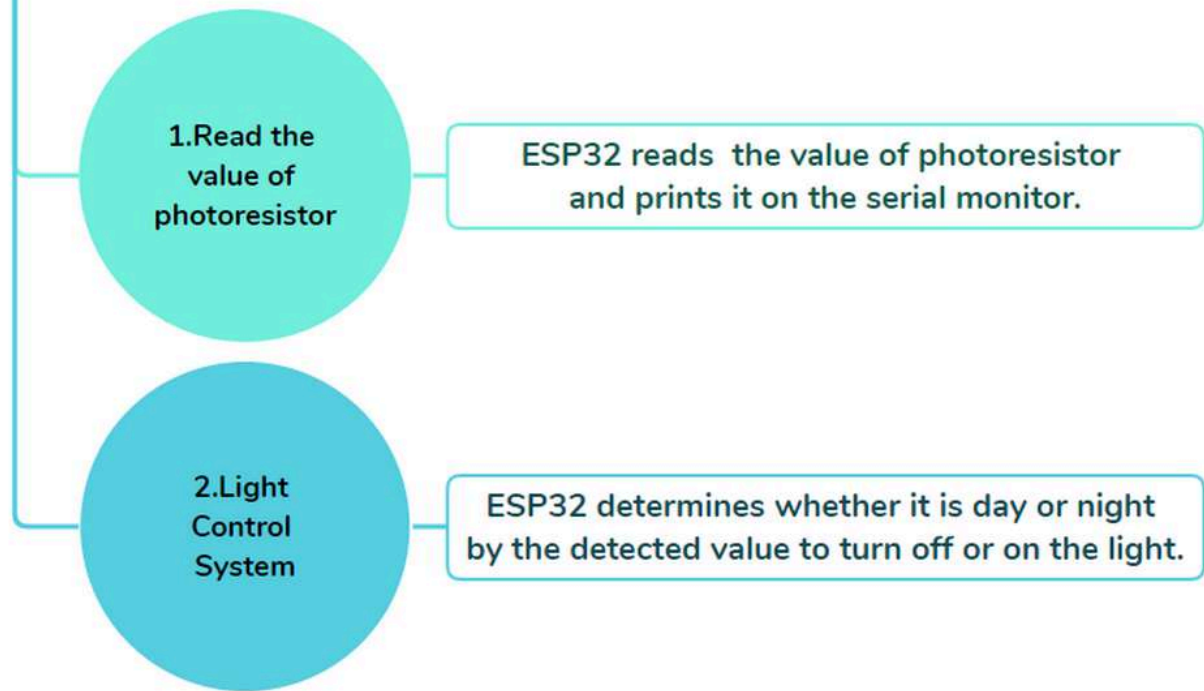 1.Read the
value of
photoresistor
ESP32 reads  the value of photoresistor
and prints it on the serial monitor.
2.Light
Control
System
ESP32 determines whether it is day or night
by the detected value to turn off or on the light.